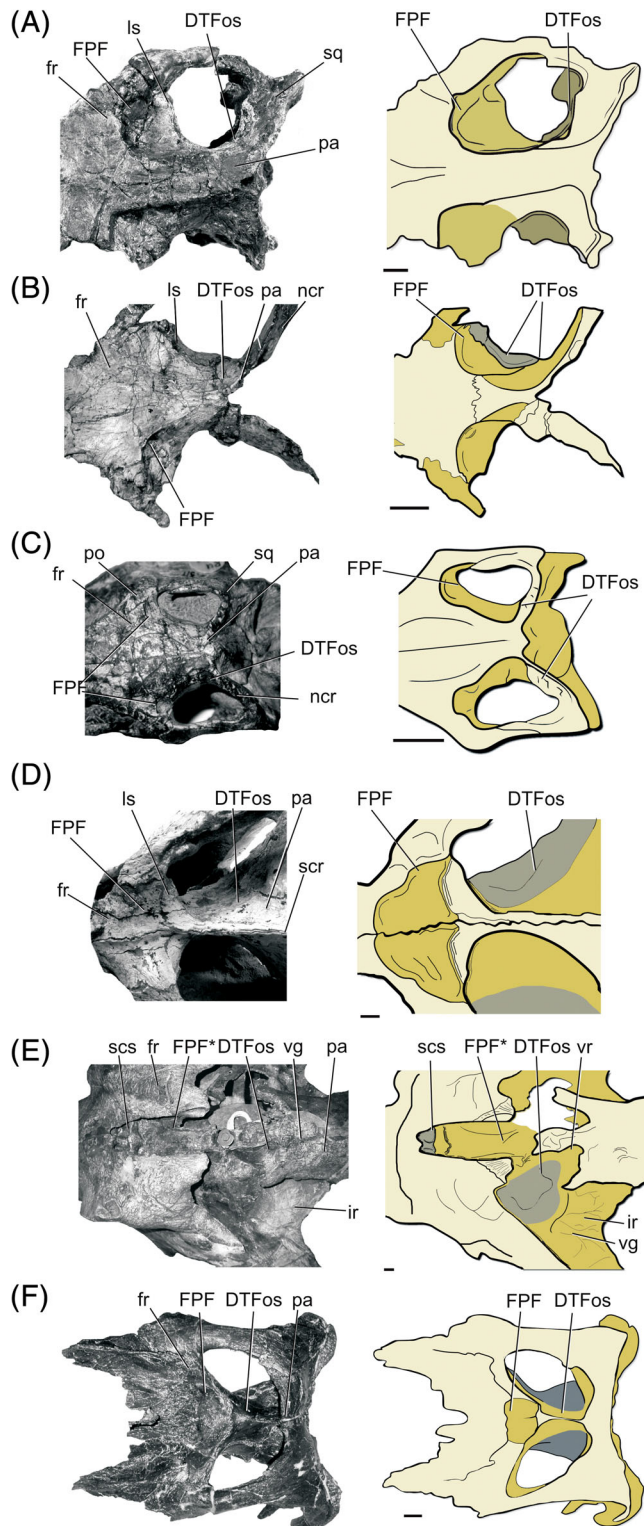 (A)
FPF ls DTFos
fr sq
pa
FPF DTFos
(B)
fr ls DTFos pa ncr
FPF
FPF DTFos
(C)
po sq
fr pa
DTFos
FPF ncr
FPF
DTFos
(D)
ls DTFos pa
FPF scr
fr
FPF DTFos
(E)
scs fr FPF* DTFos vg pa
ir
scs FPF* DTFos vr
ir
vg
(F)
fr FPF DTFos pa
FPF DTFos